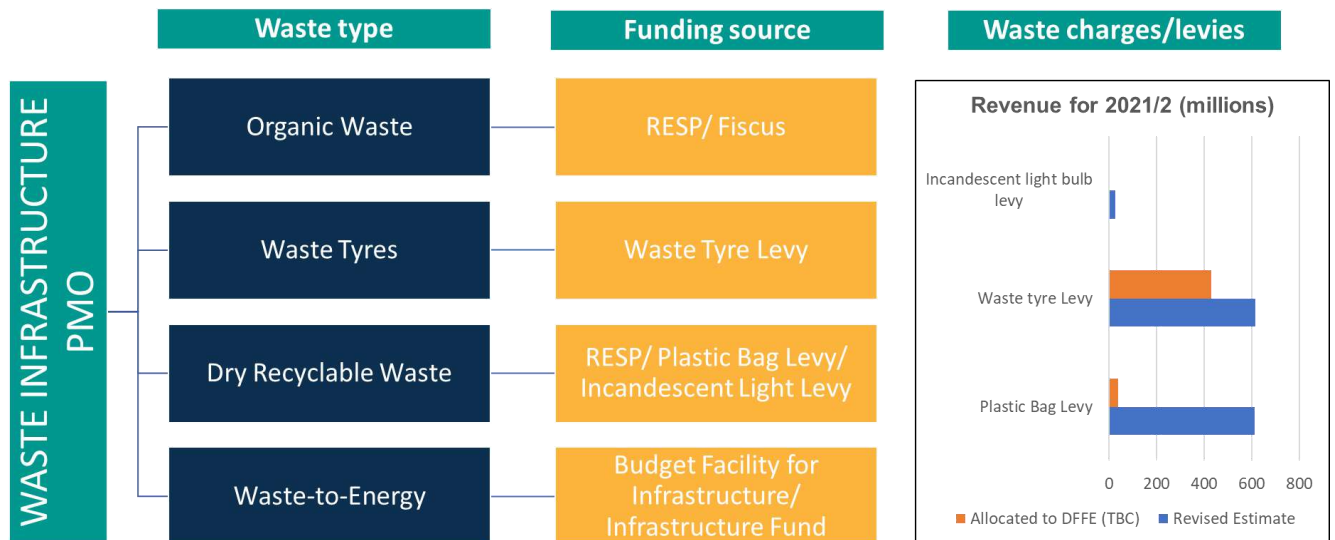 Waste type
Funding source
Waste charges/levies
WASTE INFRASTRUCTURE
PMO
Organic Waste
RESP/ Fiscus
Waste Tyres
Waste Tyre Levy
Dry Recyclable Waste
RESP/ Plastic Bag Levy/
Incandescent Light Levy
Waste-to-Energy
Budget Facility for
Infrastructure/
Infrastructure Fund
Revenue for 2021/2 (millions)
Incandescent light bulb
levy
Waste tyre Levy
Plastic Bag Levy
0 200 400 600 800
Allocated to DFFE (TBC) Revised Estimate